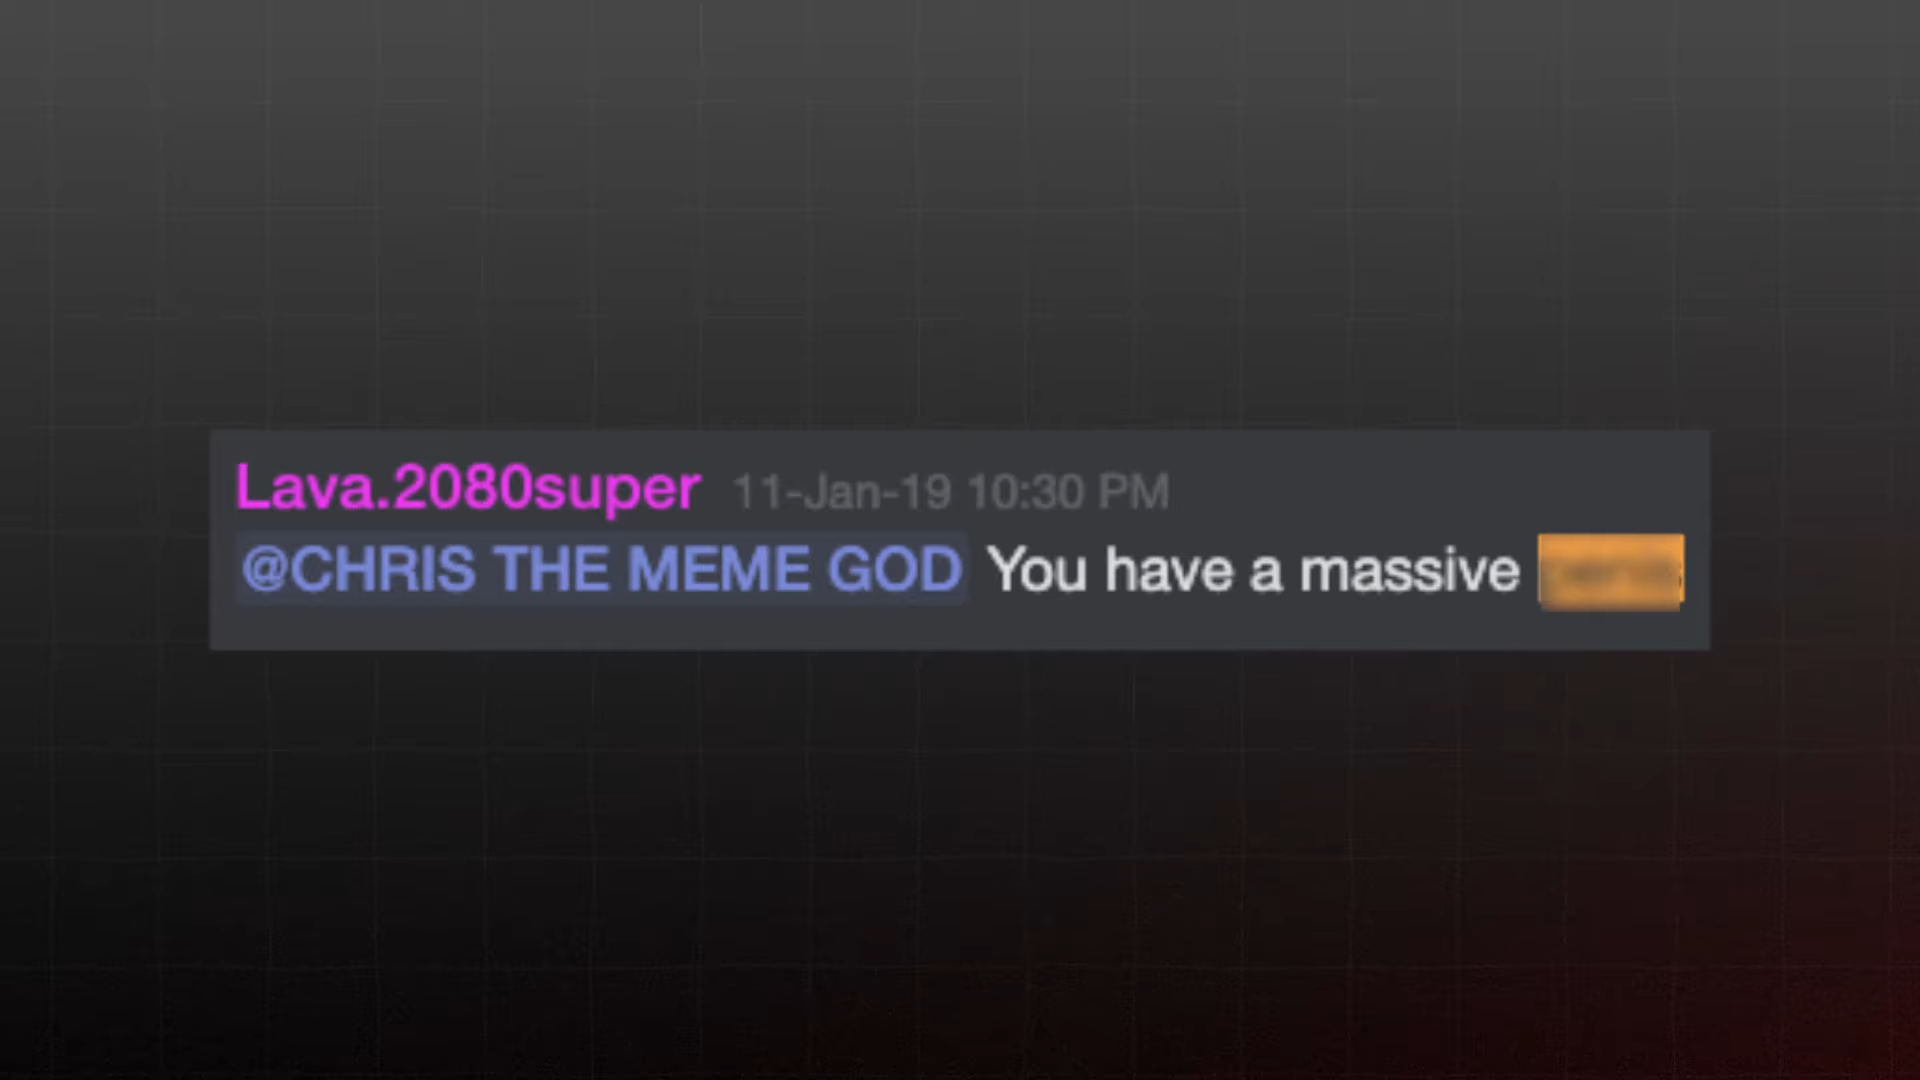 Lava.2080super 11-Jan-19 10:30 PM
@CHRIS THE MEME GOD You have a massive